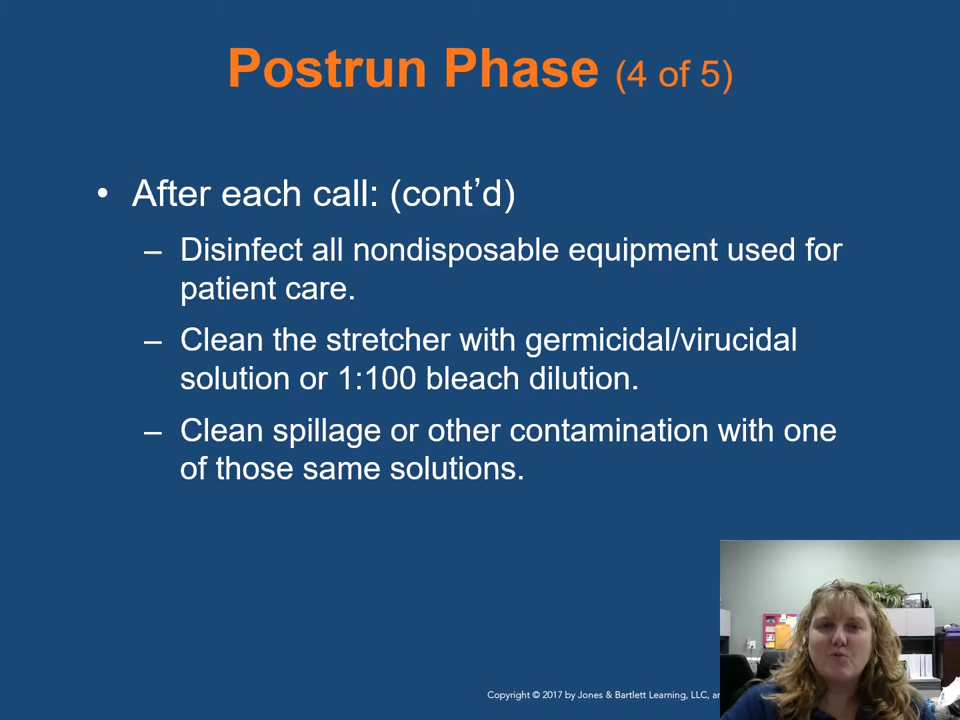 Postrun Phase (4 of 5)
• After each call: (cont’d)
– Disinfect all nondisposable equipment used for
patient care.
– Clean the stretcher with germicidal/virucidal
solution or 1:100 bleach dilution.
– Clean spillage or other contamination with one
of those same solutions.
Copyright © 2017 by Jones & Bartlett Learning, LLC,